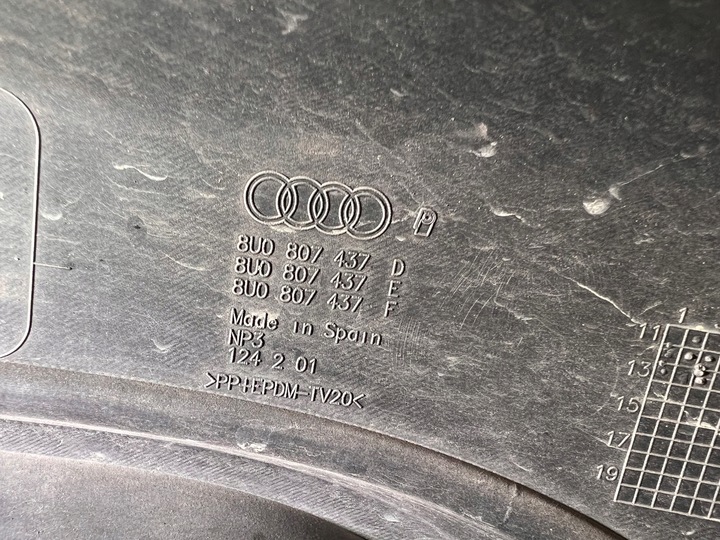 8U0 807 437 D
8U0 807 437 E
8U0 807 437 F
Made in Spain
NP3
124 2 01
>PP+EPDM-TV20<
1
11
13
15
17
19